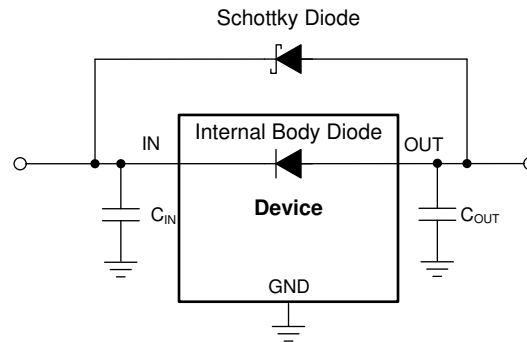 Schottky Diode
Internal Body Diode
IN
OUT
C_IN
Device
C_OUT
GND